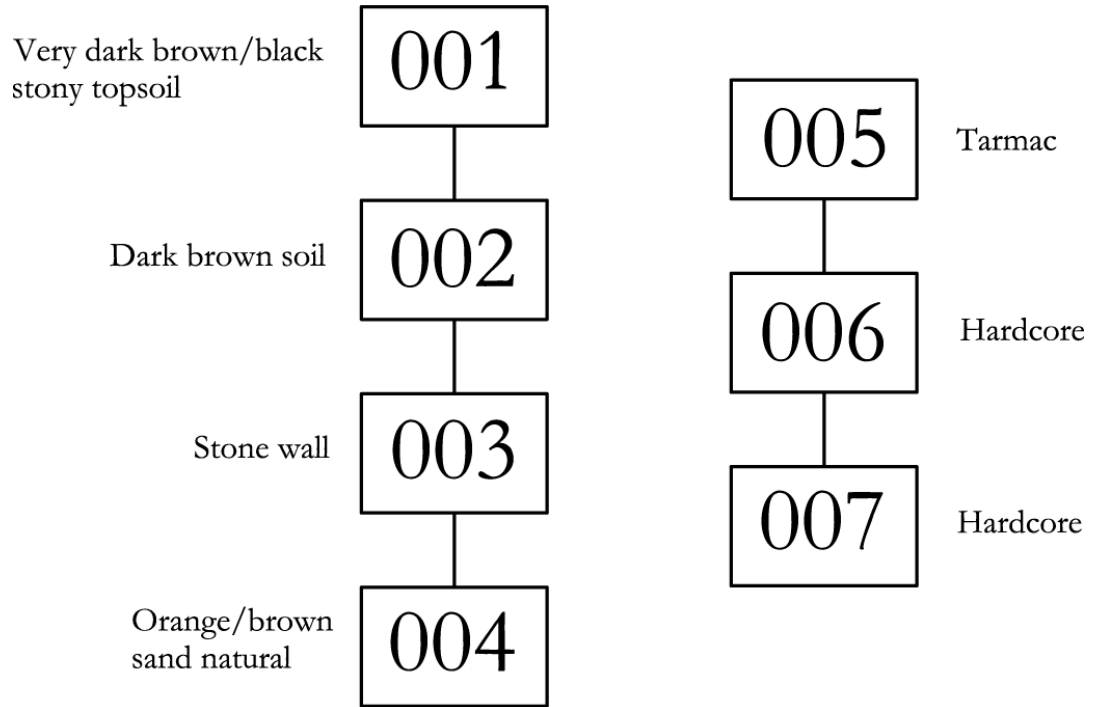 Very dark brown/black
stony topsoil
001
Dark brown soil
002
Stone wall
003
Orange/brown
sand natural
004
005
Tarmac
006
Hardcore
007
Hardcore